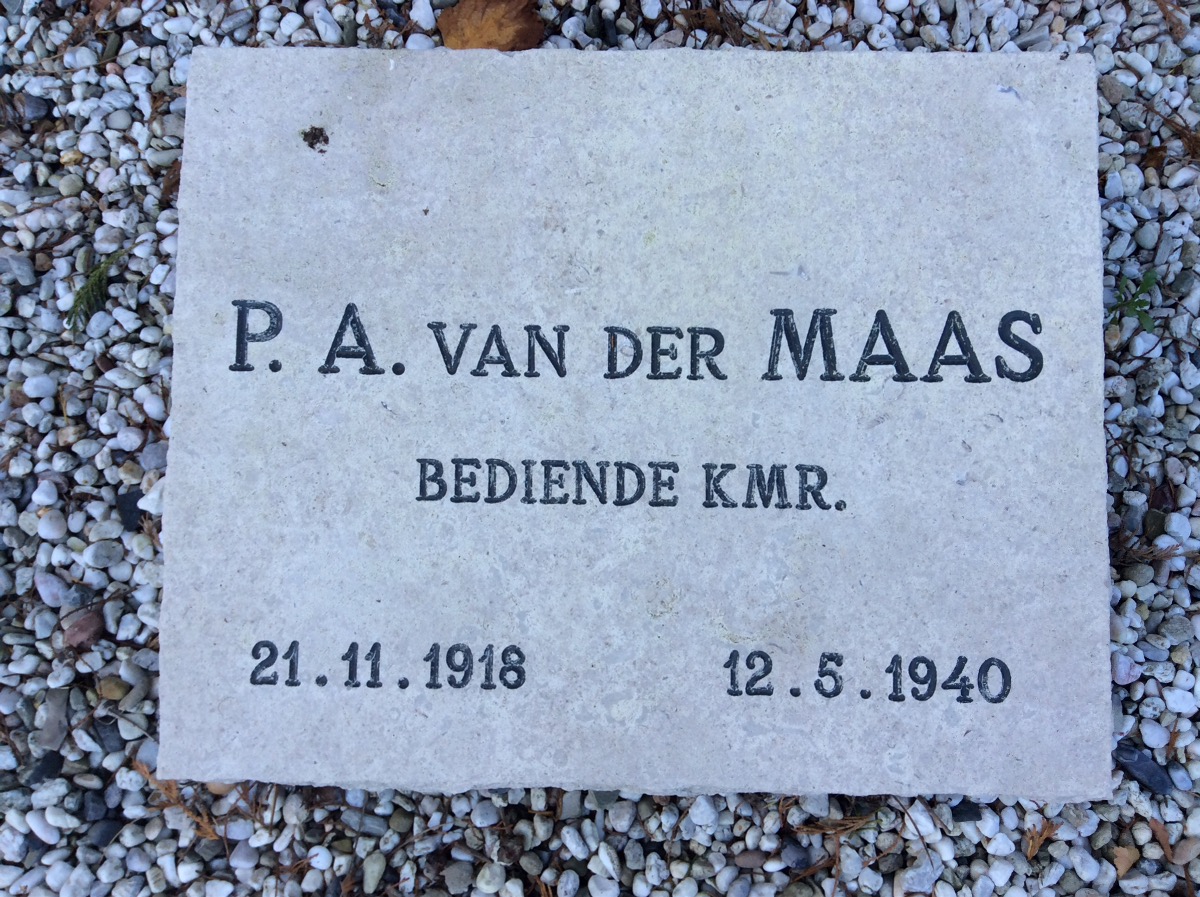 P. A. VAN DER MAAS
BEDIENDE KMR.
21.11.1918 12.5.1940